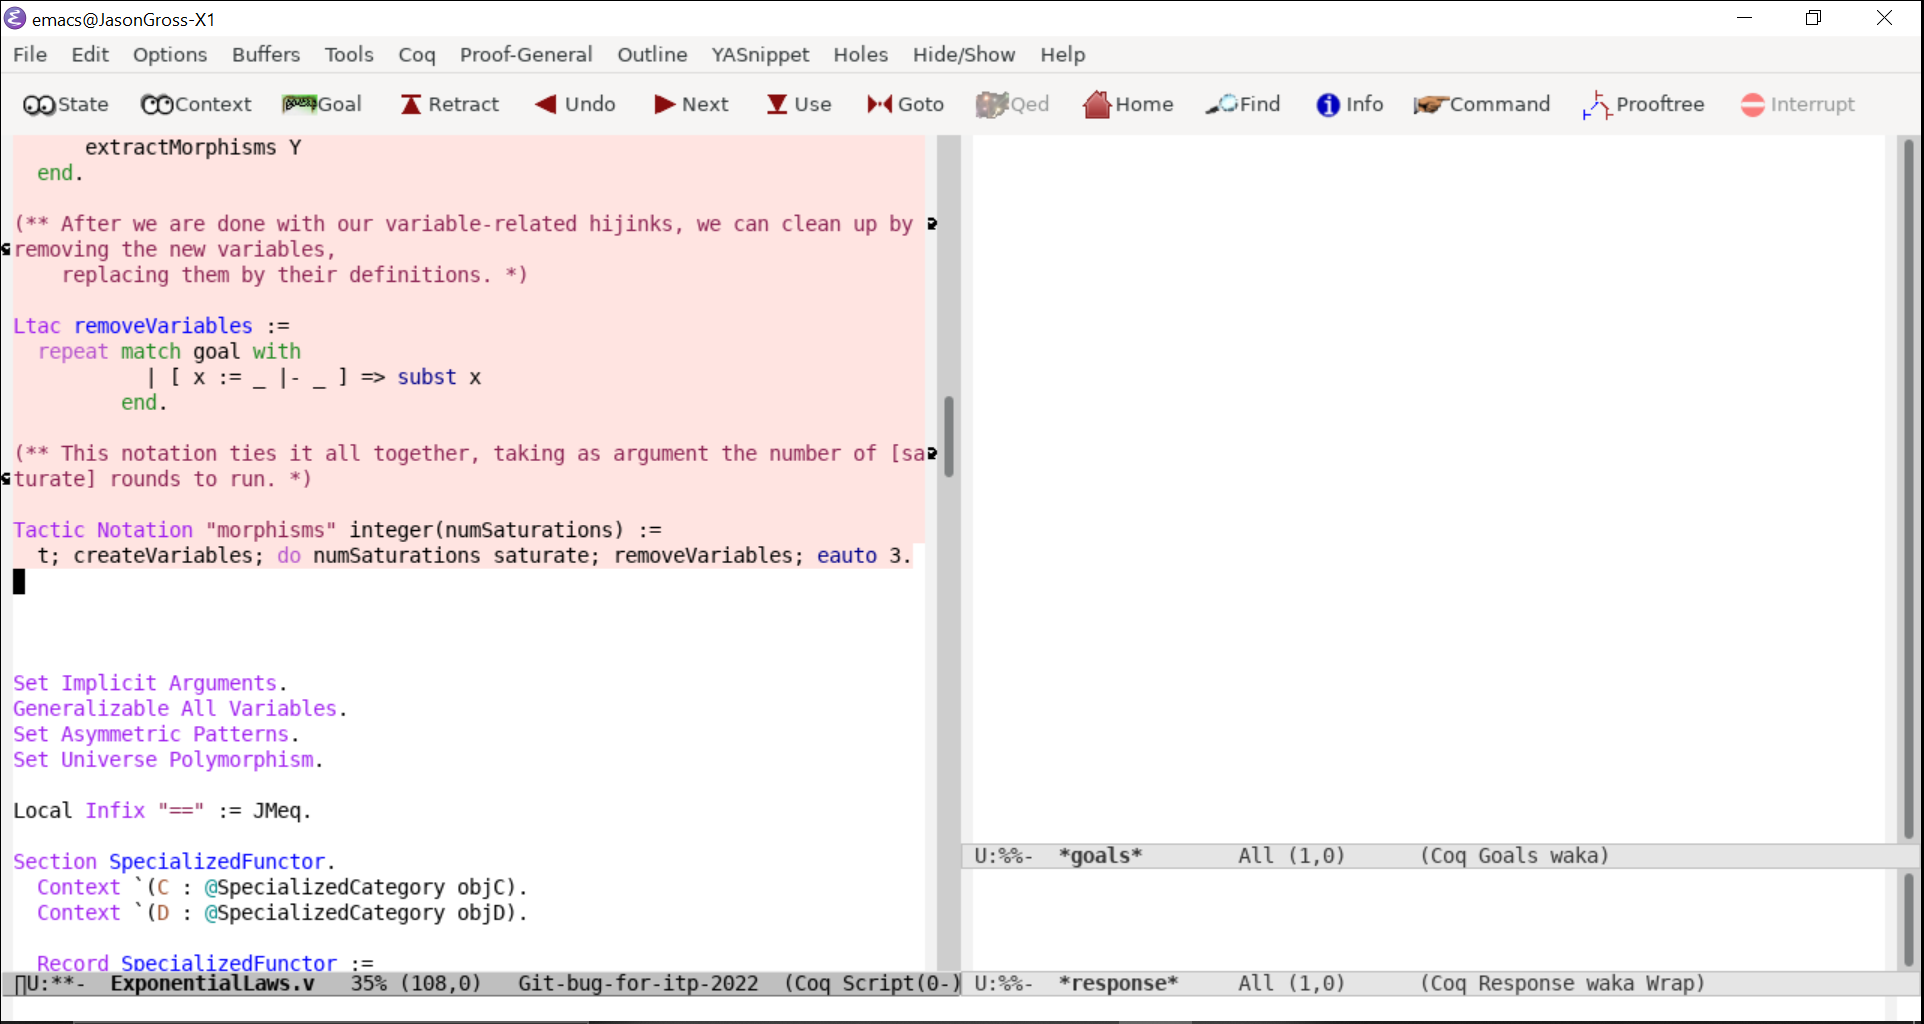 emacs@JasonGross-X1
File Edit Options Buffers Tools Coq Proof-General Outline YASnippet Holes Hide/Show Help
State Context Goal Retract Undo Next Use Goto Qed Home Find Info Command Prooftree Interrupt
extractMorphisms Y
end.
(** After we are done with our variable-related hijinks, we can clean up by
removing the new variables,
replacing them by their definitions. *)
Ltac removeVariables :=
repeat match goal with
| [ x := _ |- _ ] => subst x
end.
(** This notation ties it all together, taking as argument the number of [sa
turate] rounds to run. *)
Tactic Notation "morphisms" integer(numSaturations) :=
t; createVariables; do numSaturations saturate; removeVariables; eauto 3.
Set Implicit Arguments.
Generalizable All Variables.
Set Asymmetric Patterns.
Set Universe Polymorphism.
Local Infix "==" := JMeq.
Section SpecializedFunctor.
Context `(C : @SpecializedCategory objC).
Context `(D : @SpecializedCategory objD).
Record SpecializedFunctor :=
U:**- ExponentialLaws.v 35% (108,0) Git-bug-for-itp-2022 (Coq Script(0-)
U:%%- *goals* All (1,0) (Coq Goals waka)
U:%%- *response* All (1,0) (Coq Response waka Wrap)